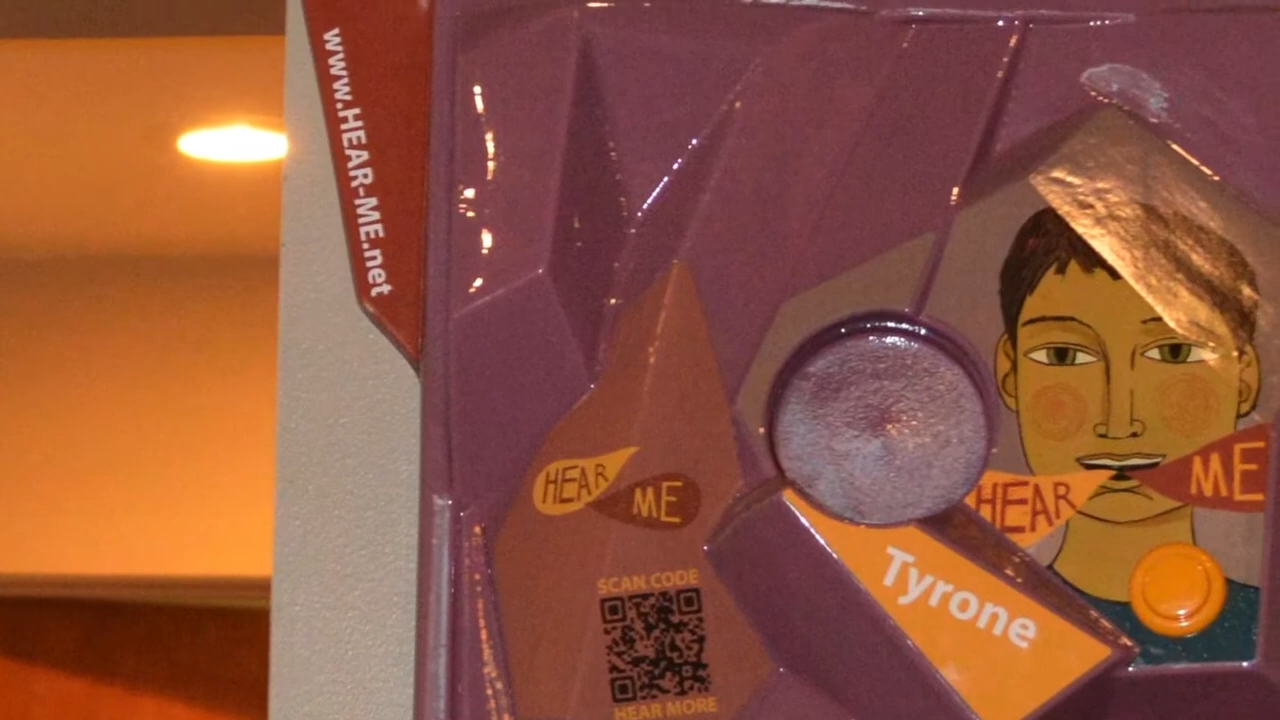 www.HEAR-ME.net
HEAR
ME
SCAN CODE
HEAR MORE
Tyrone
HEAR
ME